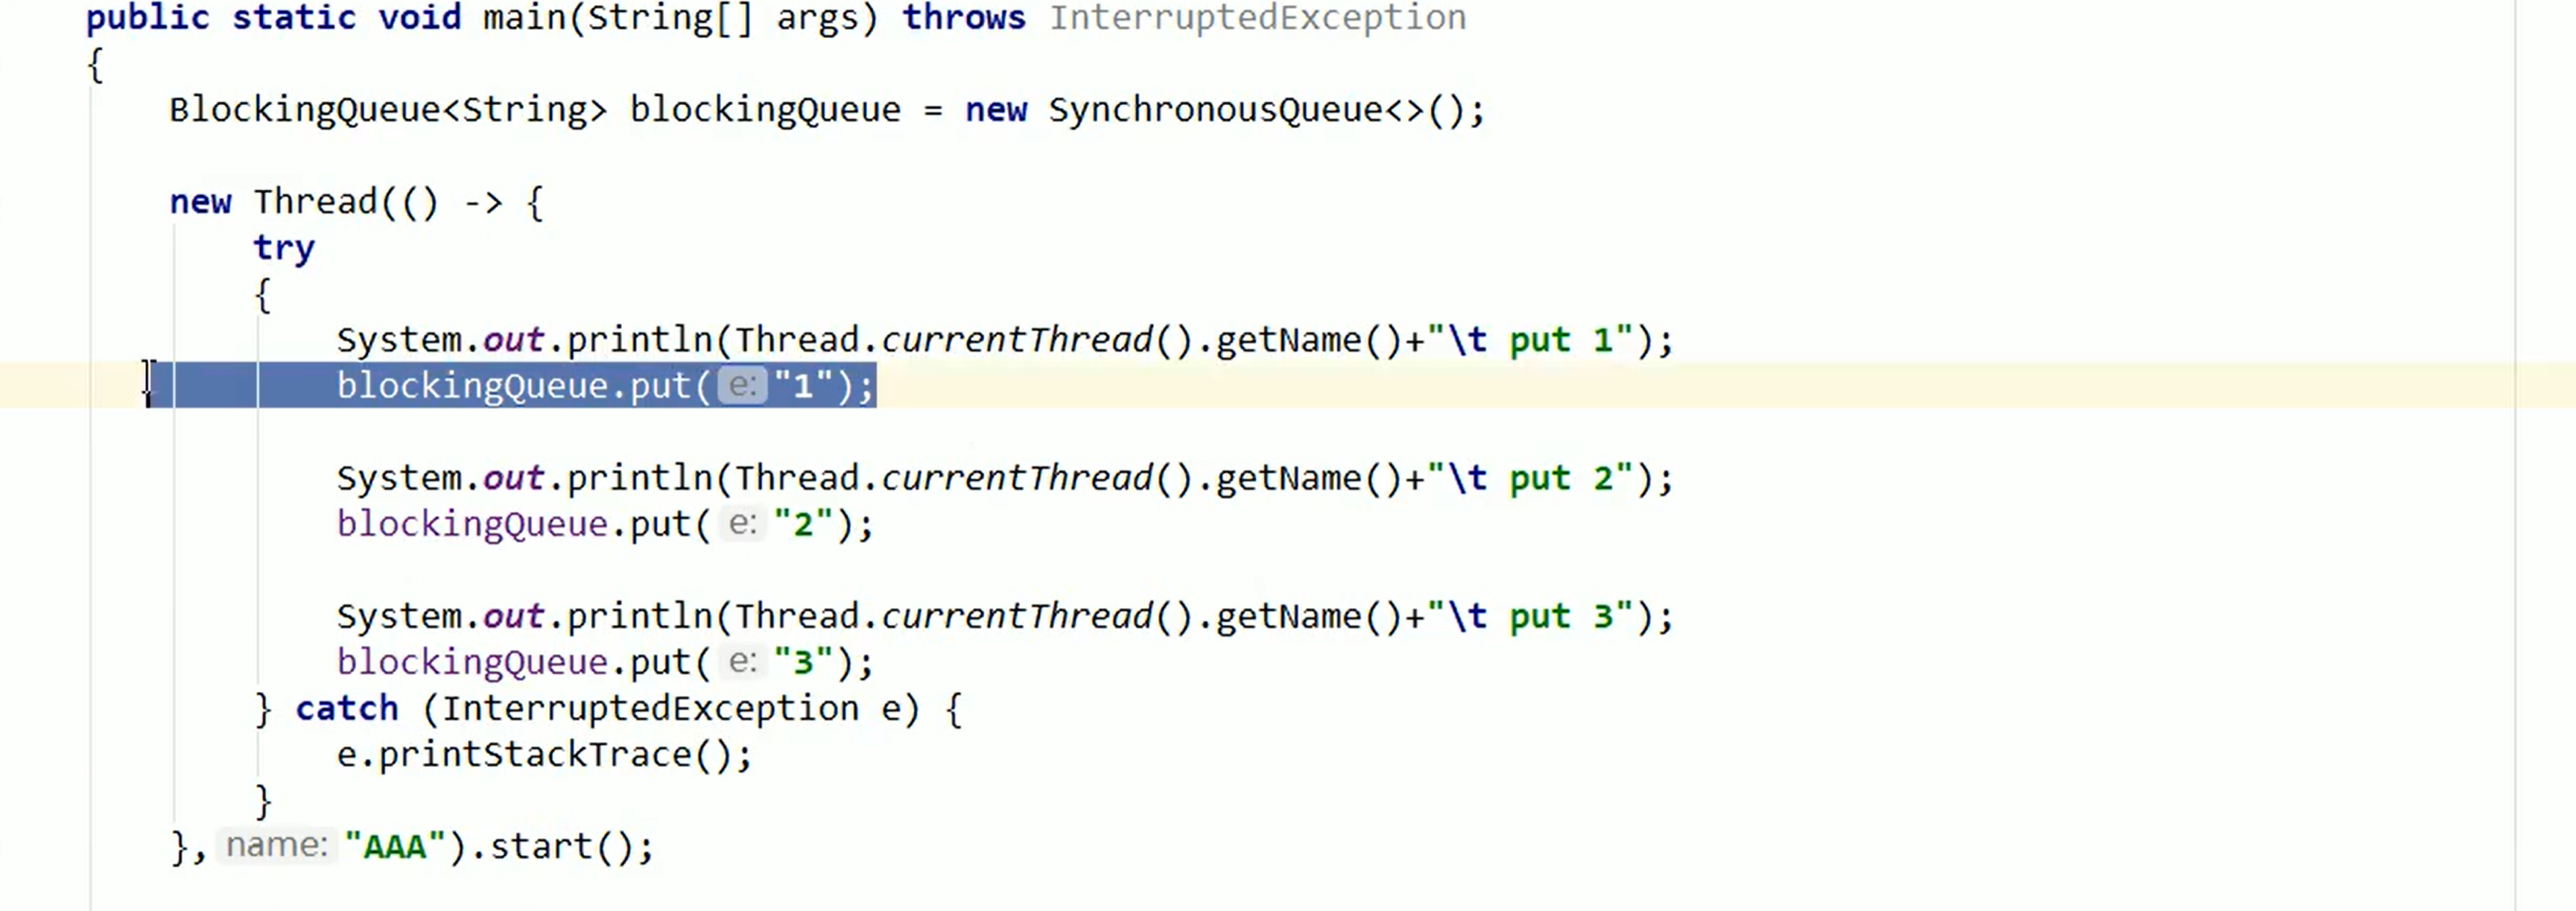 public static void main(String[] args) throws InterruptedException
{
BlockingQueue<String> blockingQueue = new SynchronousQueue<>();
new Thread(() -> {
try
{
System.out.println(Thread.currentThread().getName()+"\t put 1");
blockingQueue.put( e: "1");
System.out.println(Thread.currentThread().getName()+"\t put 2");
blockingQueue.put( e: "2");
System.out.println(Thread.currentThread().getName()+"\t put 3");
blockingQueue.put( e: "3");
} catch (InterruptedException e) {
e.printStackTrace();
}
}, name: "AAA").start();